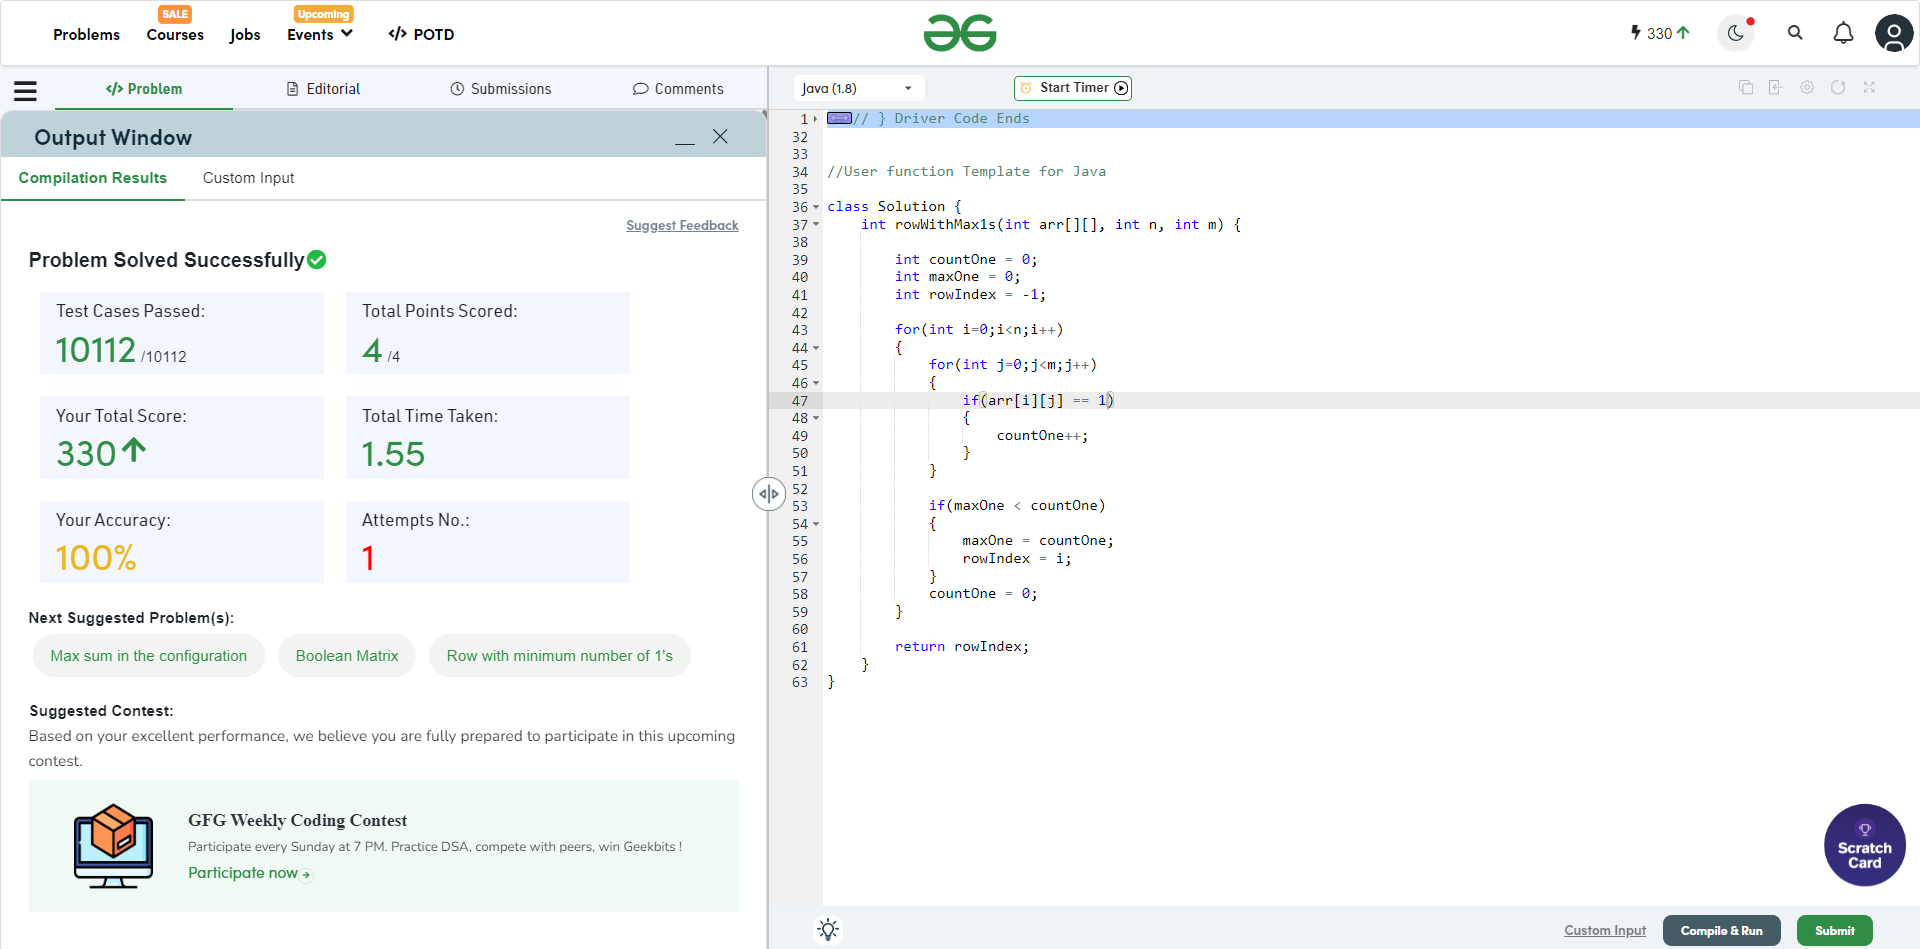 SALE
Upcoming
Problems Courses Jobs Events </> POTD
330
</> Problem Editorial Submissions Comments
Output Window
Compilation Results Custom Input
Suggest Feedback
Problem Solved Successfully
Test Cases Passed:
10112 /10112
Total Points Scored:
4 /4
Your Total Score:
330
Total Time Taken:
1.55
Your Accuracy:
100%
Attempts No.:
1
Next Suggested Problem(s):
Max sum in the configuration Boolean Matrix Row with minimum number of 1's
Suggested Contest:
Based on your excellent performance, we believe you are fully prepared to participate in this upcoming
contest.
GFG Weekly Coding Contest
Participate every Sunday at 7 PM. Practice DSA, compete with peers, win Geekbits !
Participate now
Java (1.8) Start Timer
1 // } Driver Code Ends
32
33
34 //User function Template for Java
35
36 class Solution {
37     int rowWithMax1s(int arr[][], int n, int m) {
38
39         int countOne = 0;
40         int maxOne = 0;
41         int rowIndex = -1;
42
43         for(int i=0;i<n;i++)
44         {
45             for(int j=0;j<m;j++)
46             {
47                 if(arr[i][j] == 1)
48                 {
49                     countOne++;
50                 }
51             }
52
53             if(maxOne < countOne)
54             {
55                 maxOne = countOne;
56                 rowIndex = i;
57             }
58             countOne = 0;
59         }
60
61         return rowIndex;
62     }
63 }
Scratch
Card
Custom Input Compile & Run Submit